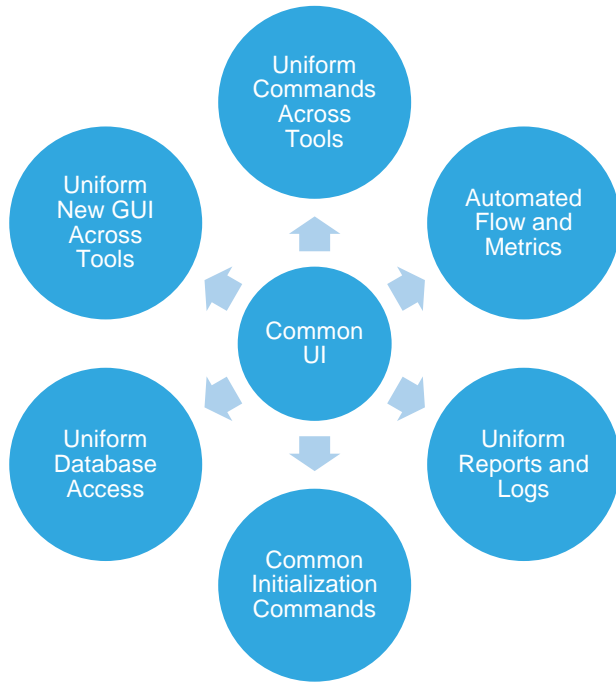 Uniform
Commands
Across
Tools
Uniform
New GUI
Across
Tools
Automated
Flow and
Metrics
Common
UI
Uniform
Database
Access
Uniform
Reports and
Logs
Common
Initialization
Commands